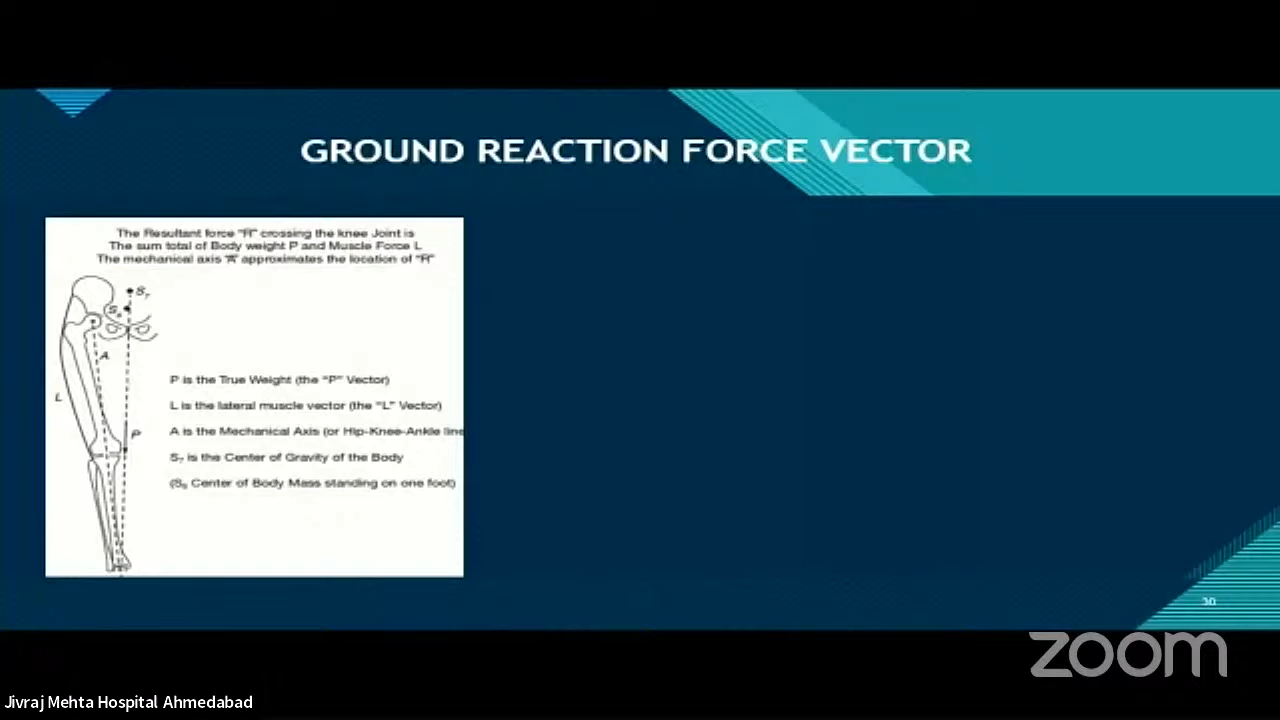 GROUND REACTION FORCE VECTOR
The Resultant force "R" crossing the knee Joint is
The sum total of Body weight P and Muscle Force L
The mechanical axis "A" approximates the location of "R"
S₇
S₆
A
L
P
P is the True Weight (the "P" Vector)
L is the lateral muscle vector (the "L" Vector)
A is the Mechanical Axis (or Hip-Knee-Ankle line
S₇ is the Center of Gravity of the Body
(S₆ Center of Body Mass standing on one foot)
30
zoom
Jivraj Mehta Hospital Ahmedabad